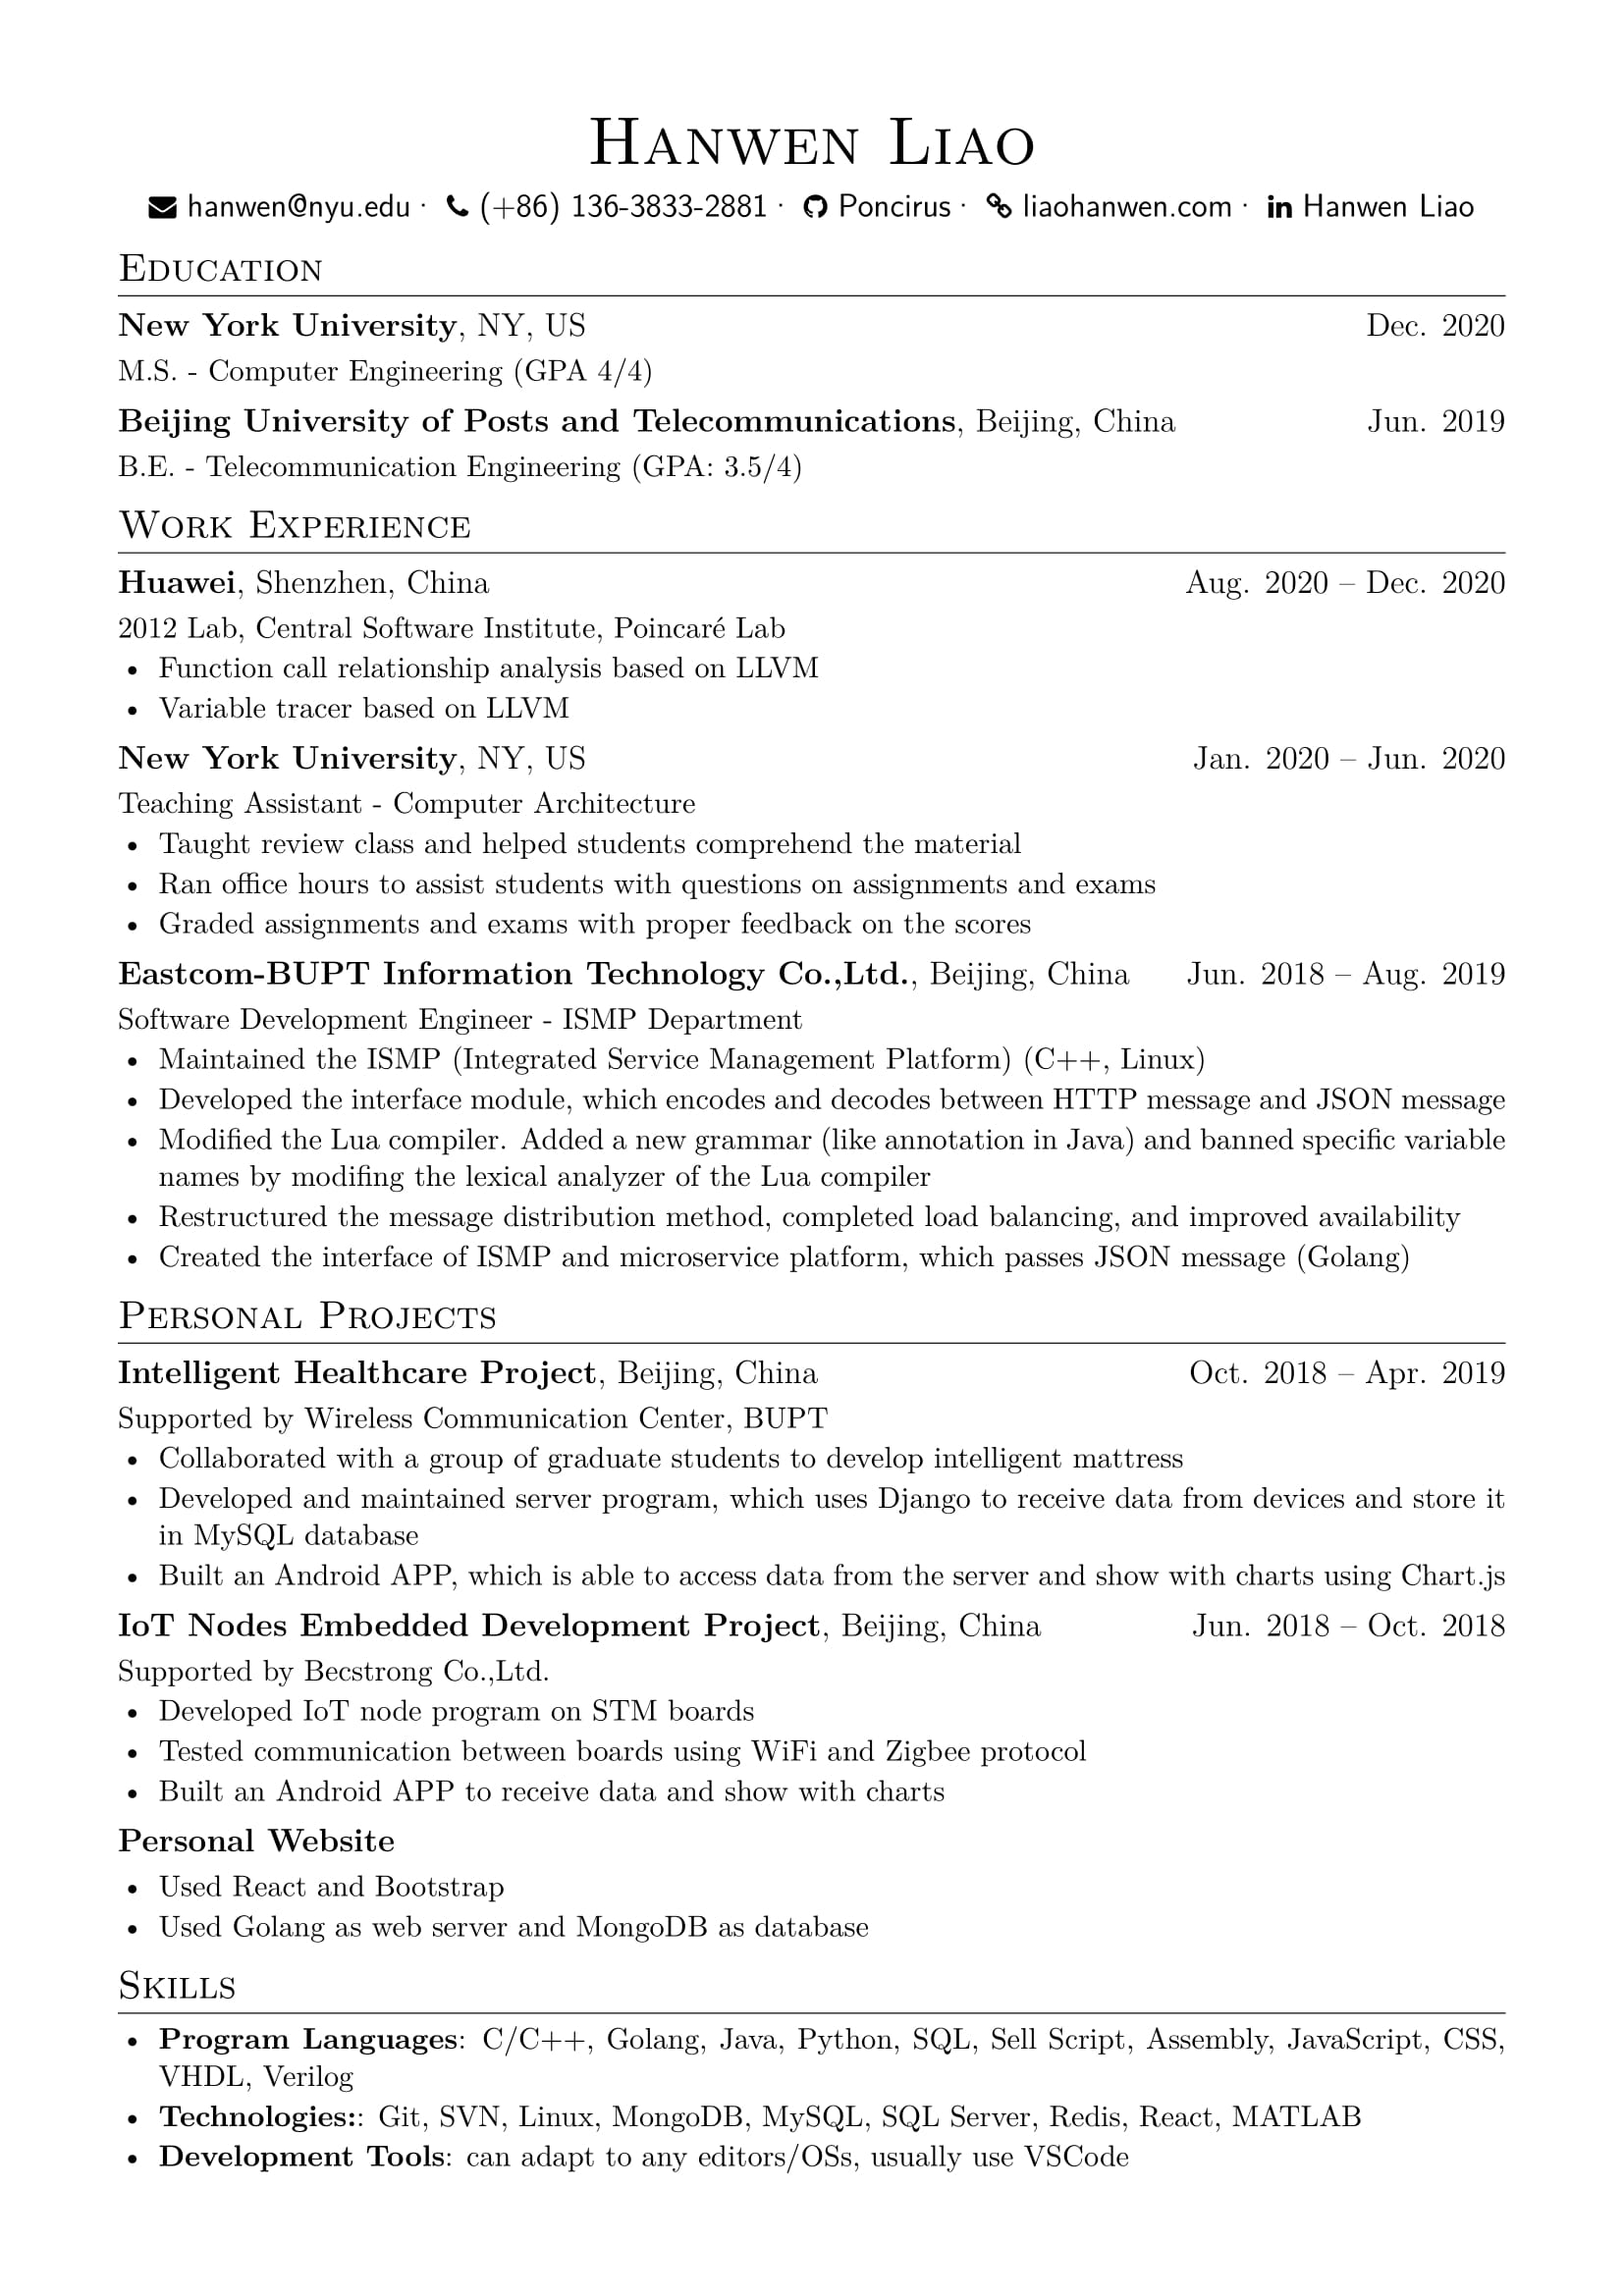 Hanwen Liao
hanwen@nyu.edu · (+86) 136-3833-2881 · Poncirus · liaohanwen.com · Hanwen Liao
Education
New York University, NY, US Dec. 2020
M.S. - Computer Engineering (GPA 4/4)
Beijing University of Posts and Telecommunications, Beijing, China Jun. 2019
B.E. - Telecommunication Engineering (GPA: 3.5/4)
Work Experience
Huawei, Shenzhen, China Aug. 2020 – Dec. 2020
2012 Lab, Central Software Institute, Poincaré Lab
• Function call relationship analysis based on LLVM
• Variable tracer based on LLVM
New York University, NY, US Jan. 2020 – Jun. 2020
Teaching Assistant - Computer Architecture
• Taught review class and helped students comprehend the material
• Ran office hours to assist students with questions on assignments and exams
• Graded assignments and exams with proper feedback on the scores
Eastcom-BUPT Information Technology Co.,Ltd., Beijing, China Jun. 2018 – Aug. 2019
Software Development Engineer - ISMP Department
• Maintained the ISMP (Integrated Service Management Platform) (C++, Linux)
• Developed the interface module, which encodes and decodes between HTTP message and JSON message
• Modified the Lua compiler. Added a new grammar (like annotation in Java) and banned specific variable
names by modifing the lexical analyzer of the Lua compiler
• Restructured the message distribution method, completed load balancing, and improved availability
• Created the interface of ISMP and microservice platform, which passes JSON message (Golang)
Personal Projects
Intelligent Healthcare Project, Beijing, China Oct. 2018 – Apr. 2019
Supported by Wireless Communication Center, BUPT
• Collaborated with a group of graduate students to develop intelligent mattress
• Developed and maintained server program, which uses Django to receive data from devices and store it
in MySQL database
• Built an Android APP, which is able to access data from the server and show with charts using Chart.js
IoT Nodes Embedded Development Project, Beijing, China Jun. 2018 – Oct. 2018
Supported by Becstrong Co.,Ltd.
• Developed IoT node program on STM boards
• Tested communication between boards using WiFi and Zigbee protocol
• Built an Android APP to receive data and show with charts
Personal Website
• Used React and Bootstrap
• Used Golang as web server and MongoDB as database
Skills
• Program Languages: C/C++, Golang, Java, Python, SQL, Sell Script, Assembly, JavaScript, CSS,
VHDL, Verilog
• Technologies:: Git, SVN, Linux, MongoDB, MySQL, SQL Server, Redis, React, MATLAB
• Development Tools: can adapt to any editors/OSs, usually use VSCode